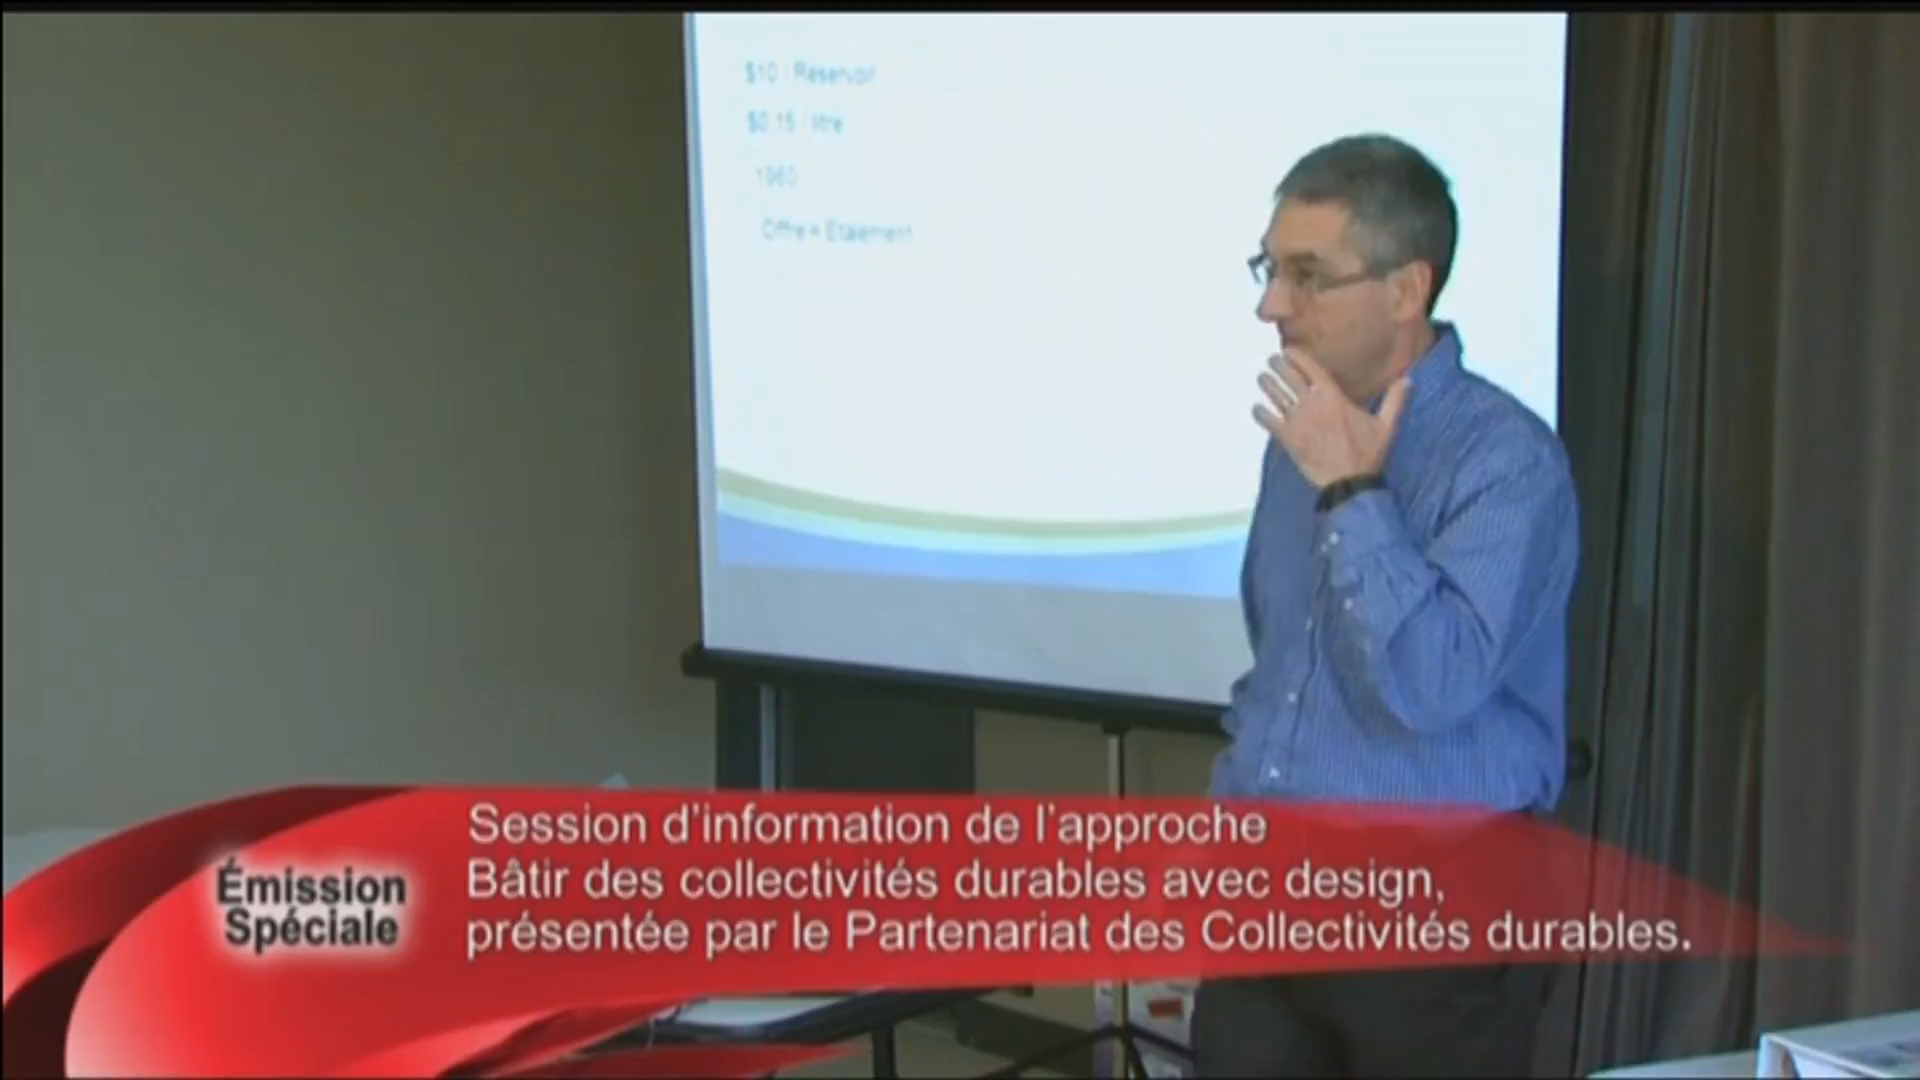 $10 / Réservoir
$0.15 / litre
1960
Offre = Étalement
Émission
Spéciale
Session d'information de l'approche
Bâtir des collectivités durables avec design,
présentée par le Partenariat des Collectivités durables.